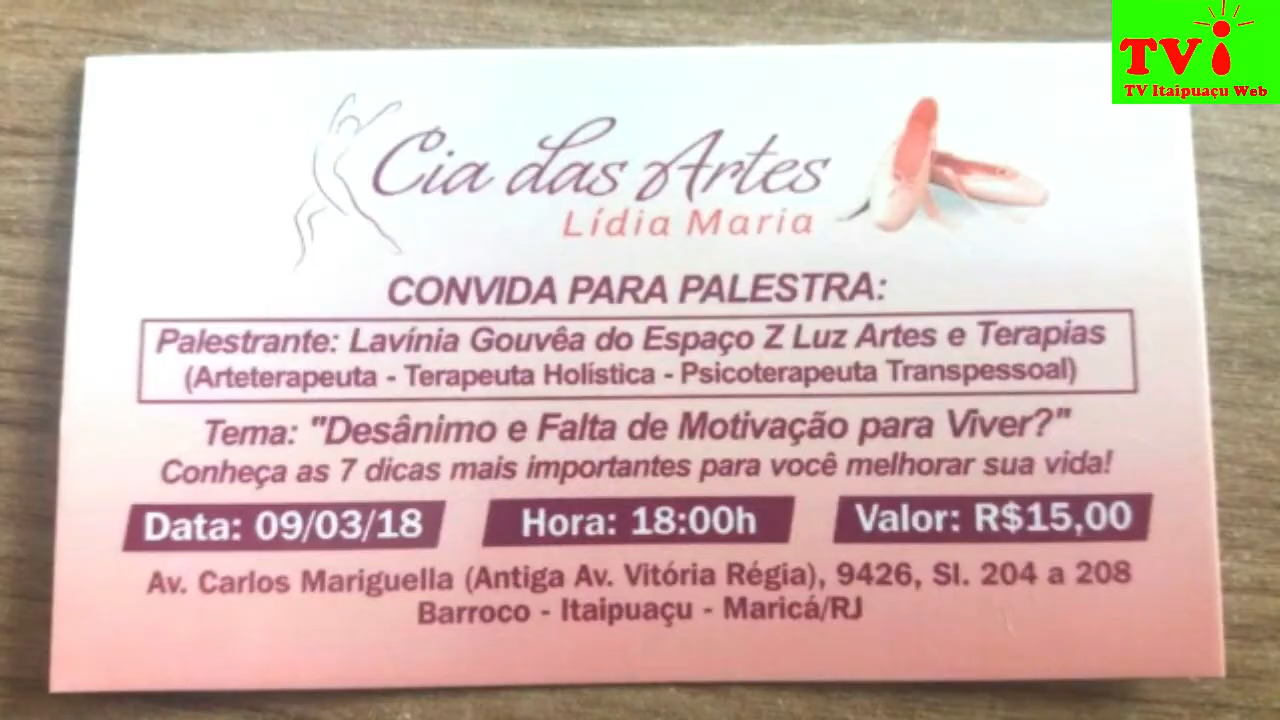 TVi
TV Itaipuaçu Web
Cia das Artes
Lídia Maria
CONVIDA PARA PALESTRA:
Palestrante: Lavínia Gouvêa do Espaço Z Luz Artes e Terapias
(Arteterapeuta - Terapeuta Holística - Psicoterapeuta Transpessoal)
Tema: "Desânimo e Falta de Motivação para Viver?"
Conheça as 7 dicas mais importantes para você melhorar sua vida!
Data: 09/03/18 Hora: 18:00h Valor: R$15,00
Av. Carlos Mariguella (Antiga Av. Vitória Régia), 9426, Sl. 204 a 208
Barroco - Itaipuaçu - Maricá/RJ